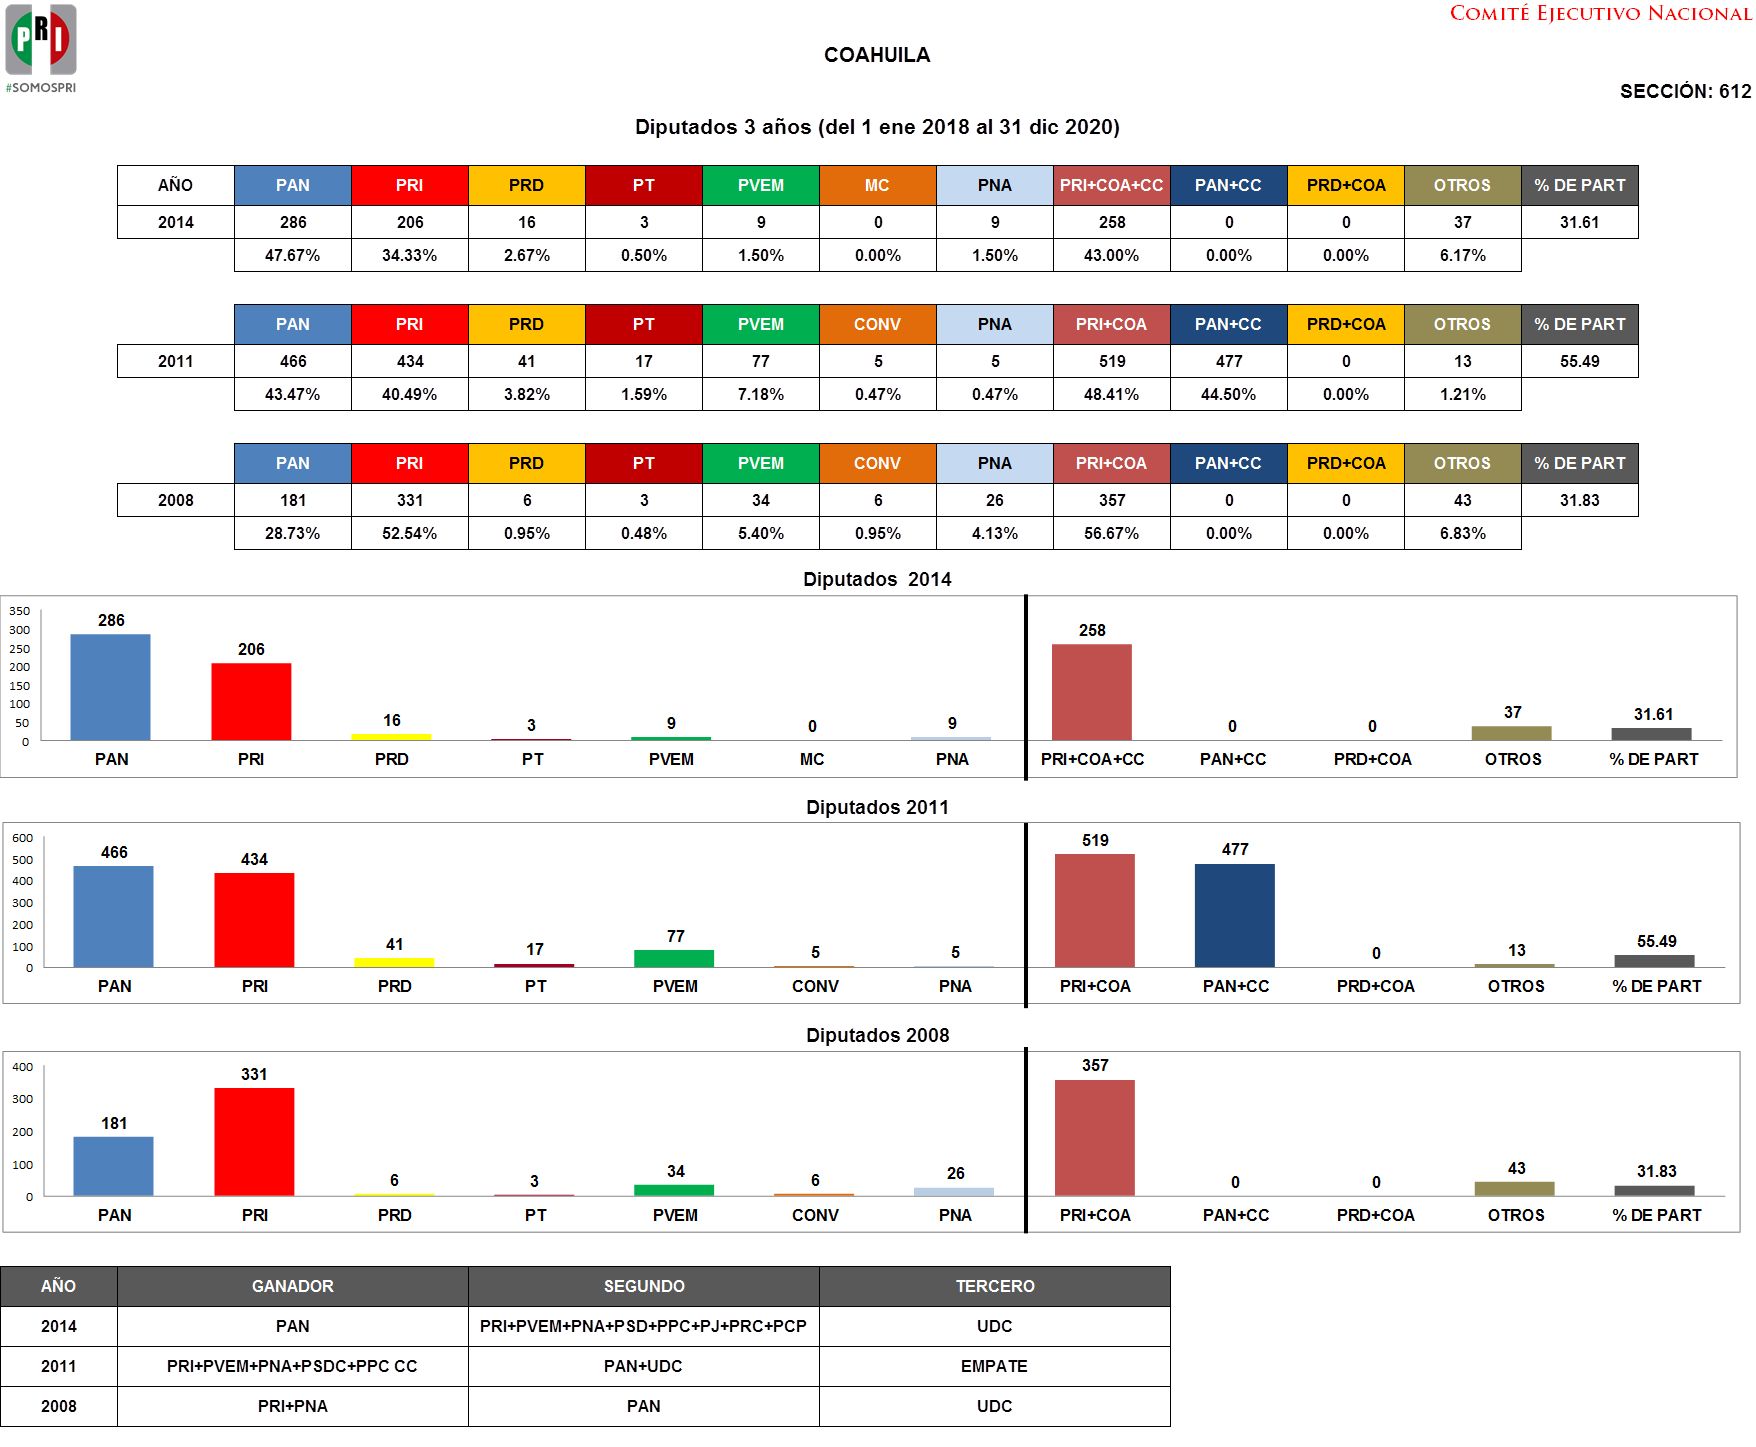 PRI
#SOMOSPRI
COMITÉ EJECUTIVO NACIONAL
COAHUILA
SECCIÓN: 612
Diputados 3 años (del 1 ene 2018 al 31 dic 2020)
AÑO PAN PRI PRD PT PVEM MC PNA PRI+COA+CC PAN+CC PRD+COA OTROS % DE PART
2014 286 206 16 3 9 0 9 258 0 0 37 31.61
47.67% 34.33% 2.67% 0.50% 1.50% 0.00% 1.50% 43.00% 0.00% 0.00% 6.17%
PAN PRI PRD PT PVEM CONV PNA PRI+COA PAN+CC PRD+COA OTROS % DE PART
2011 466 434 41 17 77 5 5 519 477 0 13 55.49
43.47% 40.49% 3.82% 1.59% 7.18% 0.47% 0.47% 48.41% 44.50% 0.00% 1.21%
PAN PRI PRD PT PVEM CONV PNA PRI+COA PAN+CC PRD+COA OTROS % DE PART
2008 181 331 6 3 34 6 26 357 0 0 43 31.83
28.73% 52.54% 0.95% 0.48% 5.40% 0.95% 4.13% 56.67% 0.00% 0.00% 6.83%
Diputados 2014
350
300
250
200
150
100
50
0
286 206 16 3 9 0 9 258 0 0 37 31.61
PAN PRI PRD PT PVEM MC PNA PRI+COA+CC PAN+CC PRD+COA OTROS % DE PART
Diputados 2011
600
500
400
300
200
100
0
466 434 41 17 77 5 5 519 477 0 13 55.49
PAN PRI PRD PT PVEM CONV PNA PRI+COA PAN+CC PRD+COA OTROS % DE PART
Diputados 2008
400
300
200
100
0
181 331 6 3 34 6 26 357 0 0 43 31.83
PAN PRI PRD PT PVEM CONV PNA PRI+COA PAN+CC PRD+COA OTROS % DE PART
AÑO GANADOR SEGUNDO TERCERO
2014 PAN PRI+PVEM+PNA+PSD+PPC+PJ+PRC+PCP UDC
2011 PRI+PVEM+PNA+PSDC+PPC CC PAN+UDC EMPATE
2008 PRI+PNA PAN UDC